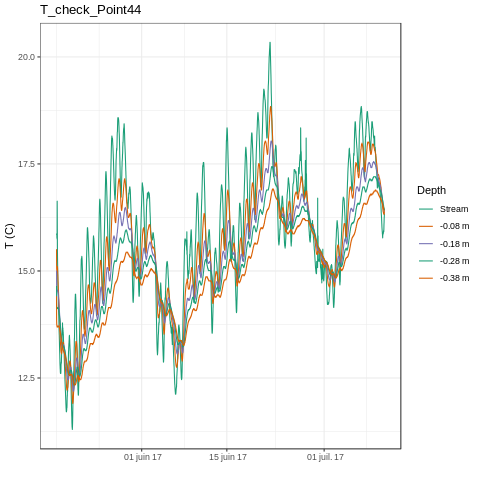 T_check_Point44
T (C)
20.0
17.5
15.0
12.5
01 juin 17
15 juin 17
01 juil. 17
Depth
Stream
-0.08 m
-0.18 m
-0.28 m
-0.38 m